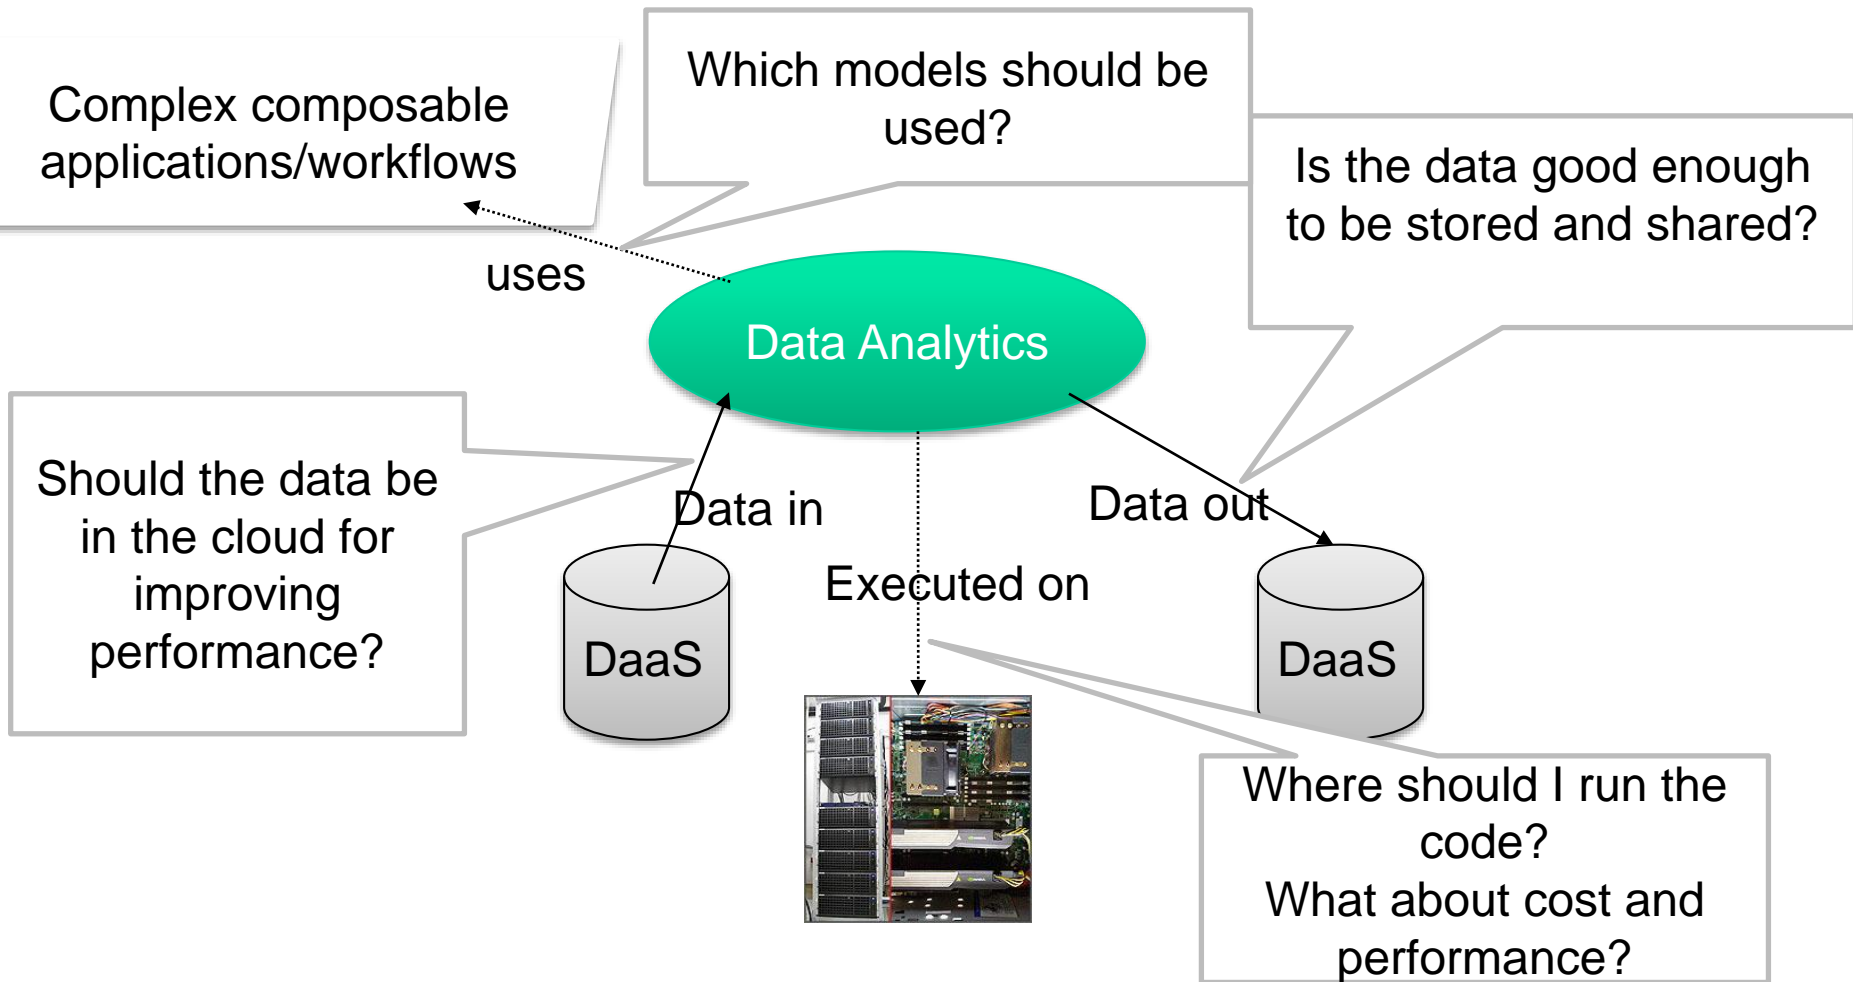 Complex composable
applications/workflows
Which models should be
used?
Is the data good enough
to be stored and shared?
uses
Data Analytics
Should the data be
in the cloud for
improving
performance?
Data in
Data out
Executed on
DaaS
DaaS
Where should I run the
code?
What about cost and
performance?